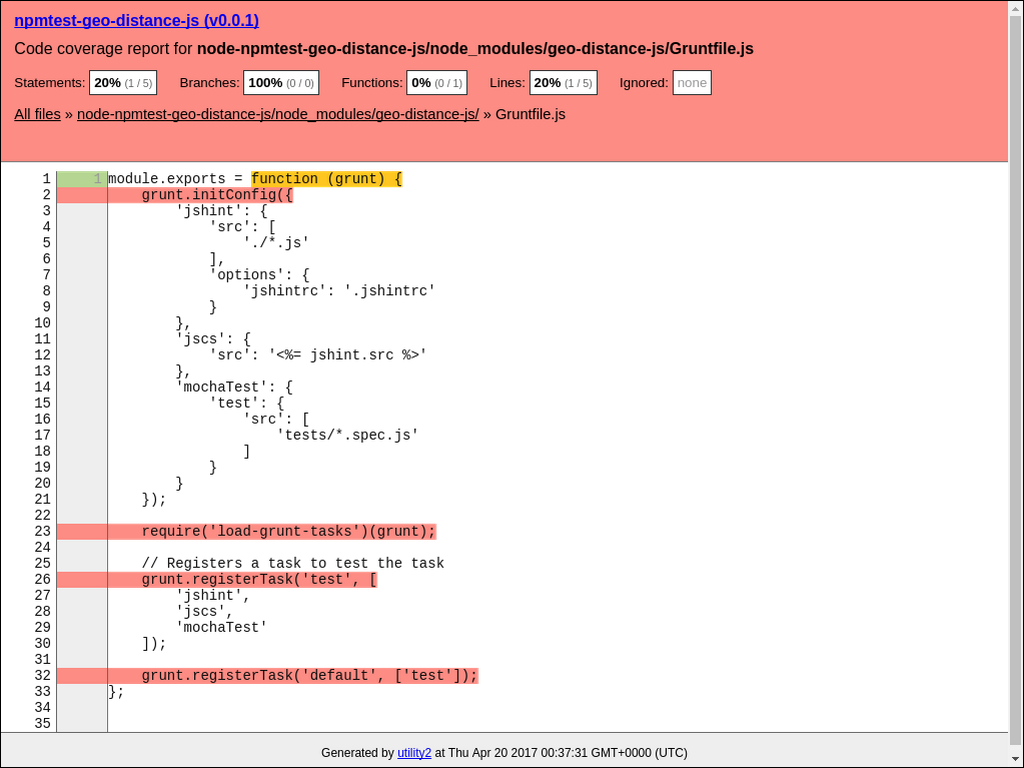 npmtest-geo-distance-js (v0.0.1)
Code coverage report for node-npmtest-geo-distance-js/node_modules/geo-distance-js/Gruntfile.js
Statements: 20% (1 / 5) Branches: 100% (0 / 0) Functions: 0% (0 / 1) Lines: 20% (1 / 5) Ignored: none
All files » node-npmtest-geo-distance-js/node_modules/geo-distance-js/ » Gruntfile.js
1 1 module.exports = function (grunt) {
2     grunt.initConfig({
3         'jshint': {
4             'src': [
5                 './*.js'
6             ],
7             'options': {
8                 'jshintrc': '.jshintrc'
9             }
10         },
11         'jscs': {
12             'src': '<%= jshint.src %>'
13         },
14         'mochaTest': {
15             'test': {
16                 'src': [
17                     'tests/*.spec.js'
18                 ]
19             }
20         }
21     });
22
23     require('load-grunt-tasks')(grunt);
24
25     // Registers a task to test the task
26     grunt.registerTask('test', [
27         'jshint',
28         'jscs',
29         'mochaTest'
30     ]);
31
32     grunt.registerTask('default', ['test']);
33 };
34
35
Generated by utility2 at Thu Apr 20 2017 00:37:31 GMT+0000 (UTC)